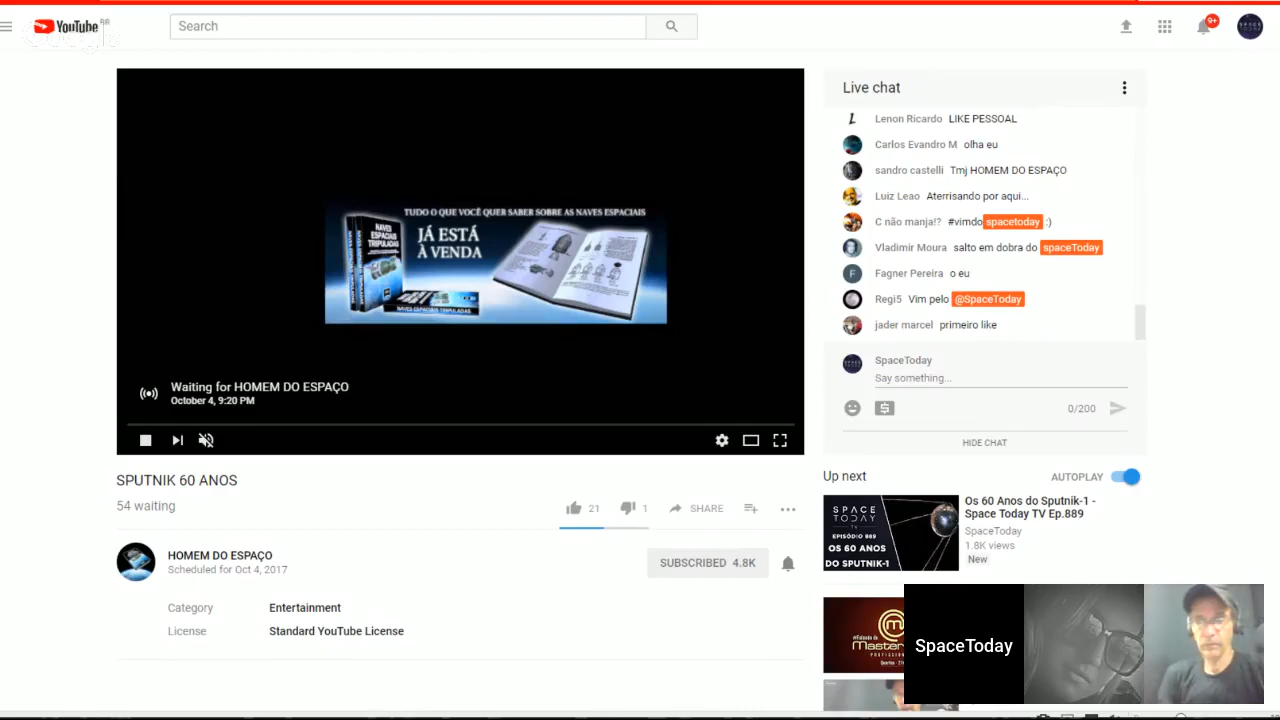 YouTube BR
Search
9+
TUDO O QUE VOCÊ QUER SABER SOBRE AS NAVES ESPACIAIS
JÁ ESTÁ
À VENDA
NAVES
ESPACIAIS
TRIPULADAS
NAVES ESPACIAIS TRIPULADAS
Waiting for HOMEM DO ESPAÇO
October 4, 9:20 PM
SPUTNIK 60 ANOS
54 waiting
21
1
SHARE
HOMEM DO ESPAÇO
Scheduled for Oct 4, 2017
SUBSCRIBED 4.8K
Category Entertainment
License Standard YouTube License
Live chat
Lenon Ricardo LIKE PESSOAL
Carlos Evandro M olha eu
sandro castelli Tmj HOMEM DO ESPAÇO
Luiz Leao Aterrisando por aqui...
C não manja!? #vimdo spacetoday :)
Vladimir Moura salto em dobra do spaceToday
F Fagner Pereira o eu
Regi5 Vim pelo @SpaceToday
jader marcel primeiro like
SpaceToday
Say something...
0/200
HIDE CHAT
Up next
AUTOPLAY
SPACE
TODAY
TV
EPISÓDIO 889
OS 60 ANOS
DO SPUTNIK-1
Os 60 Anos do Sputnik-1 -
Space Today TV Ep.889
SpaceToday
1.8K views
New
SpaceToday